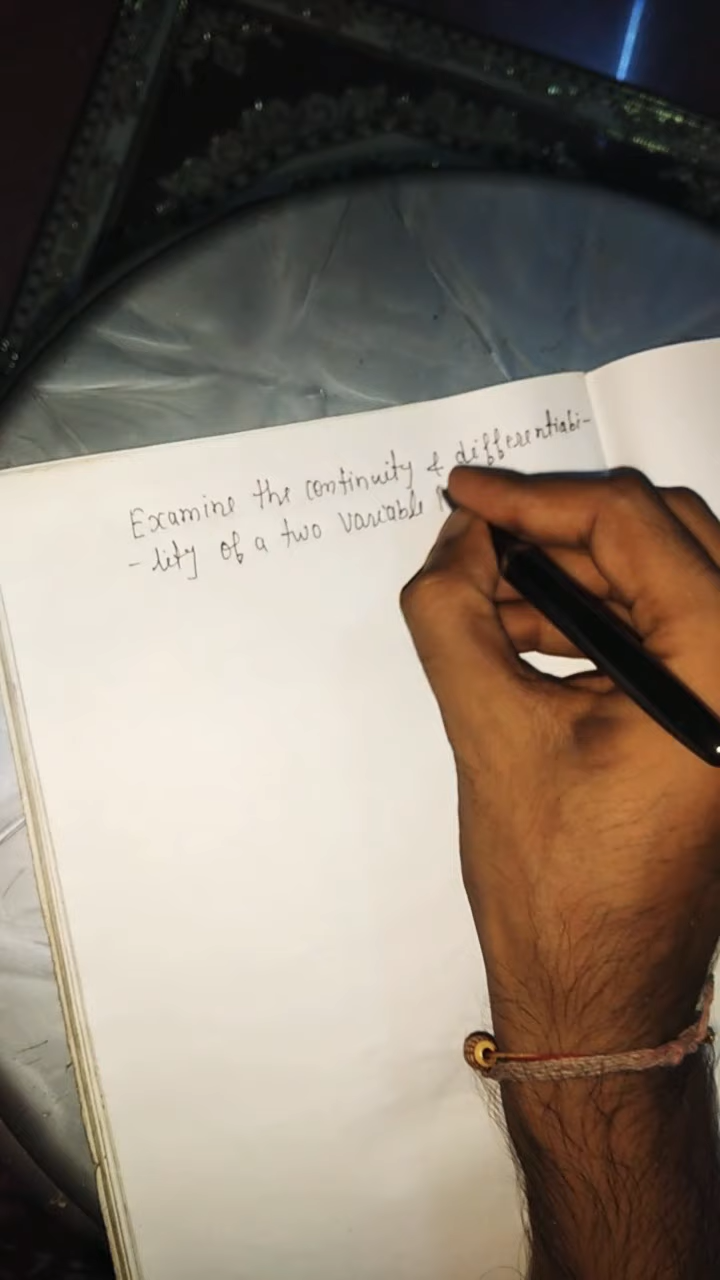 Examine the continuity & differentiabi-
- lity of a two variable